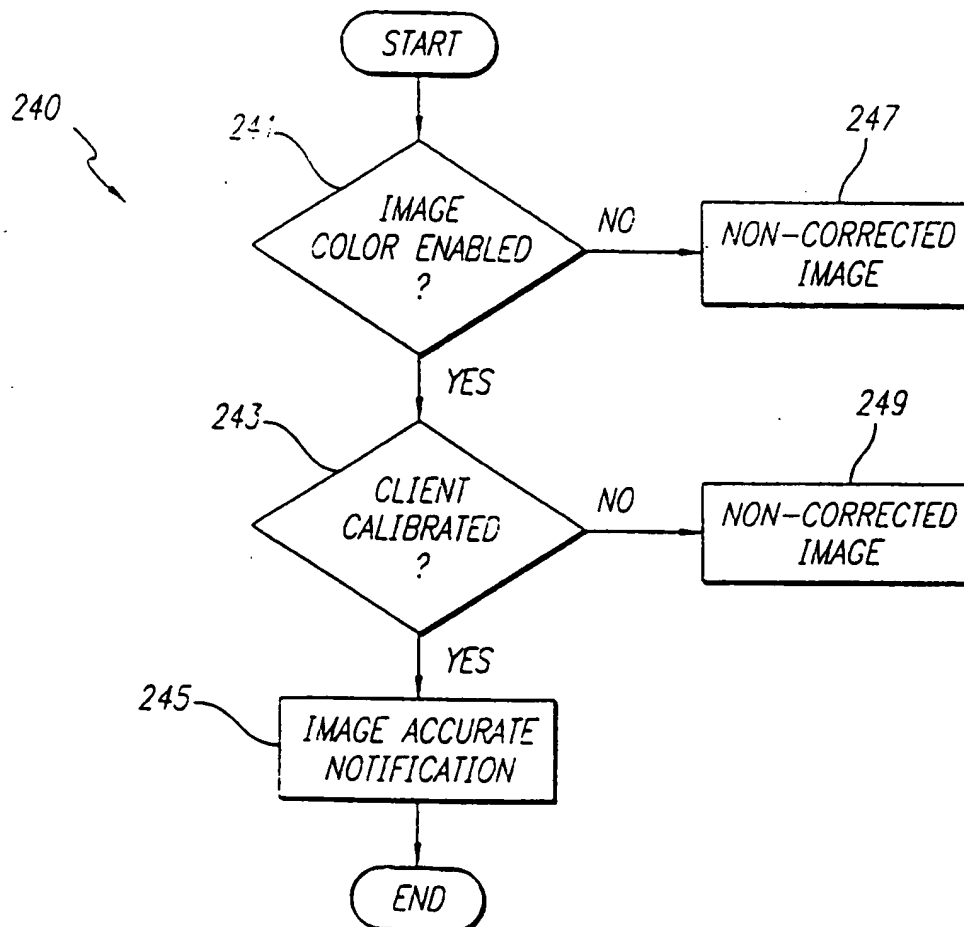 START
240
241
IMAGE
COLOR ENABLED
?
NO
247
NON-CORRECTED
IMAGE
YES
243
CLIENT
CALIBRATED
?
NO
249
NON-CORRECTED
IMAGE
YES
245
IMAGE ACCURATE
NOTIFICATION
END